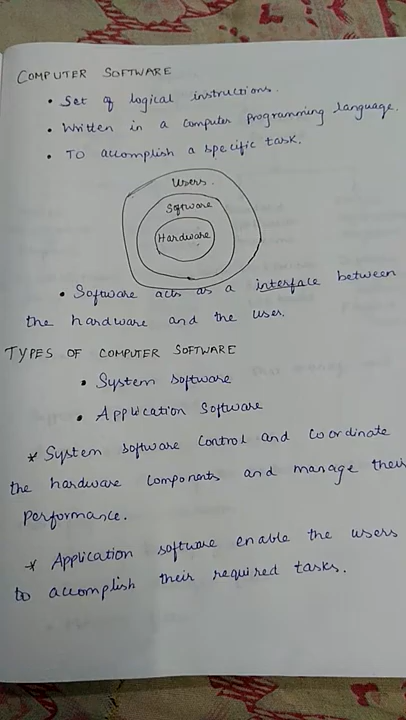 COMPUTER SOFTWARE
• Set of logical instructions.
• Written in a computer programming language.
• TO accomplish a specific task.
Users.
Software
Hardware
• Software acts as a interface between
the hardware and the user.
TYPES OF COMPUTER SOFTWARE
• System software
• Application Software
* System software control and coordinate
the hardware components and manage their
performance.
* Application software enable the users
to accomplish their required tasks.